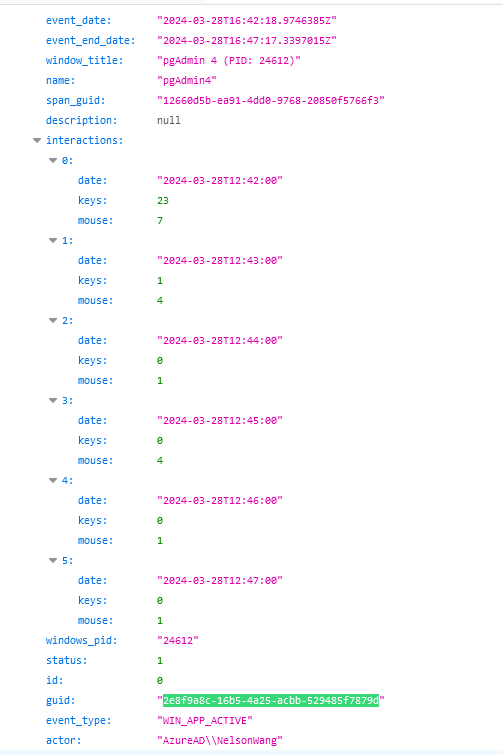 event_date: "2024-03-28T16:42:18.9746385Z"
event_end_date: "2024-03-28T16:47:17.3397015Z"
window_title: "pgAdmin 4 (PID: 24612)"
name: "pgAdmin4"
span_guid: "12660d5b-ea91-4dd0-9768-20850f5766f3"
description: null
interactions:
0:
date: "2024-03-28T12:42:00"
keys: 23
mouse: 7
1:
date: "2024-03-28T12:43:00"
keys: 1
mouse: 4
2:
date: "2024-03-28T12:44:00"
keys: 0
mouse: 1
3:
date: "2024-03-28T12:45:00"
keys: 0
mouse: 4
4:
date: "2024-03-28T12:46:00"
keys: 0
mouse: 1
5:
date: "2024-03-28T12:47:00"
keys: 0
mouse: 1
windows_pid: "24612"
status: 1
id: 0
guid: "2e8f9a8c-16b5-4a25-acbb-529485f7879d"
event_type: "WIN_APP_ACTIVE"
actor: "AzureAD\\NelsonWang"